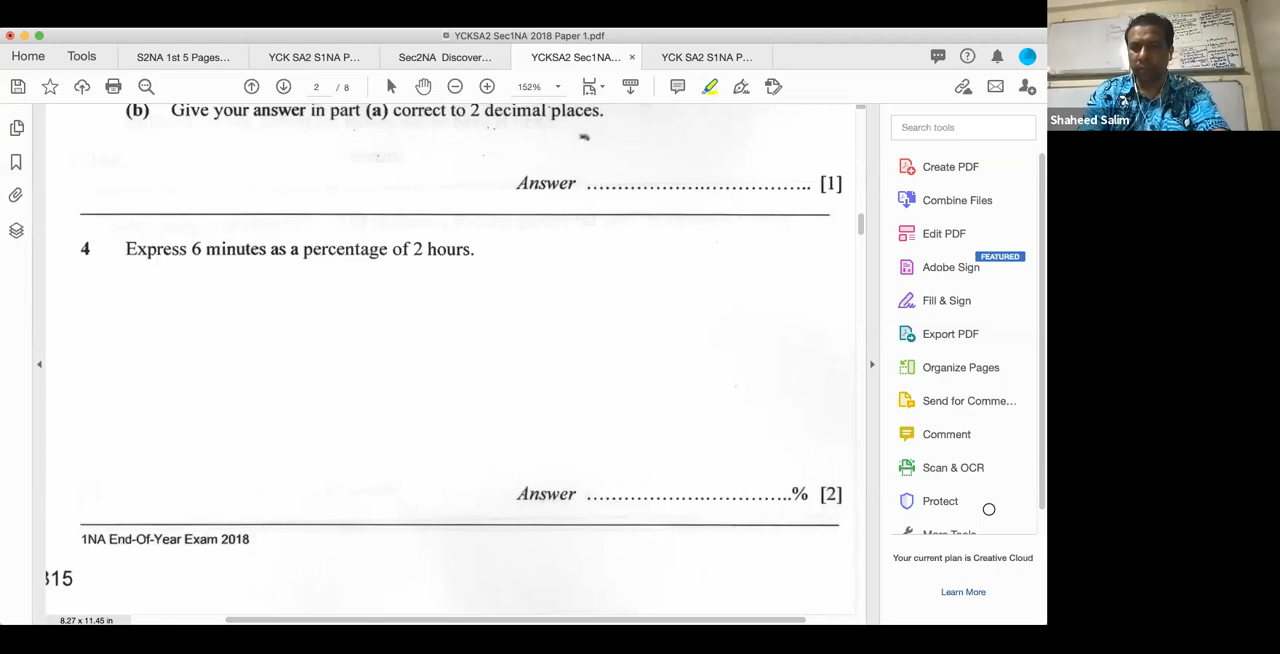 YCKSA2 Sec1NA 2018 Paper 1.pdf
Home Tools S2NA 1st 5 Pages... YCK SA2 S1NA P... Sec2NA Discover... YCKSA2 Sec1NA... × YCK SA2 S1NA P...
2 / 8 152%
(b) Give your answer in part (a) correct to 2 decimal places.
Answer ........................................ [1]
4 Express 6 minutes as a percentage of 2 hours.
Answer .....................................% [2]
1NA End-Of-Year Exam 2018
315
8.27 x 11.45 in
Search tools
Create PDF
Combine Files
Edit PDF
FEATURED
Adobe Sign
Fill & Sign
Export PDF
Organize Pages
Send for Comme...
Comment
Scan & OCR
Protect
More Tools
Your current plan is Creative Cloud
Learn More
Shaheed Salim